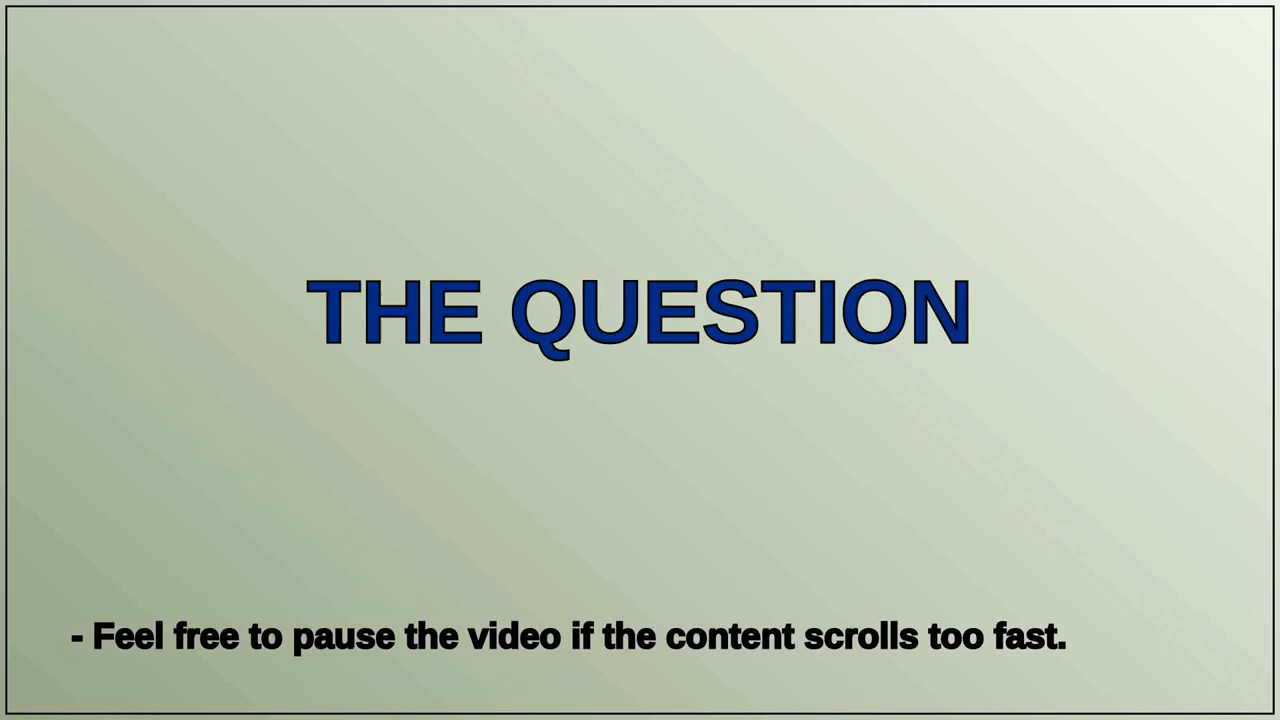 THE QUESTION
- Feel free to pause the video if the content scrolls too fast.